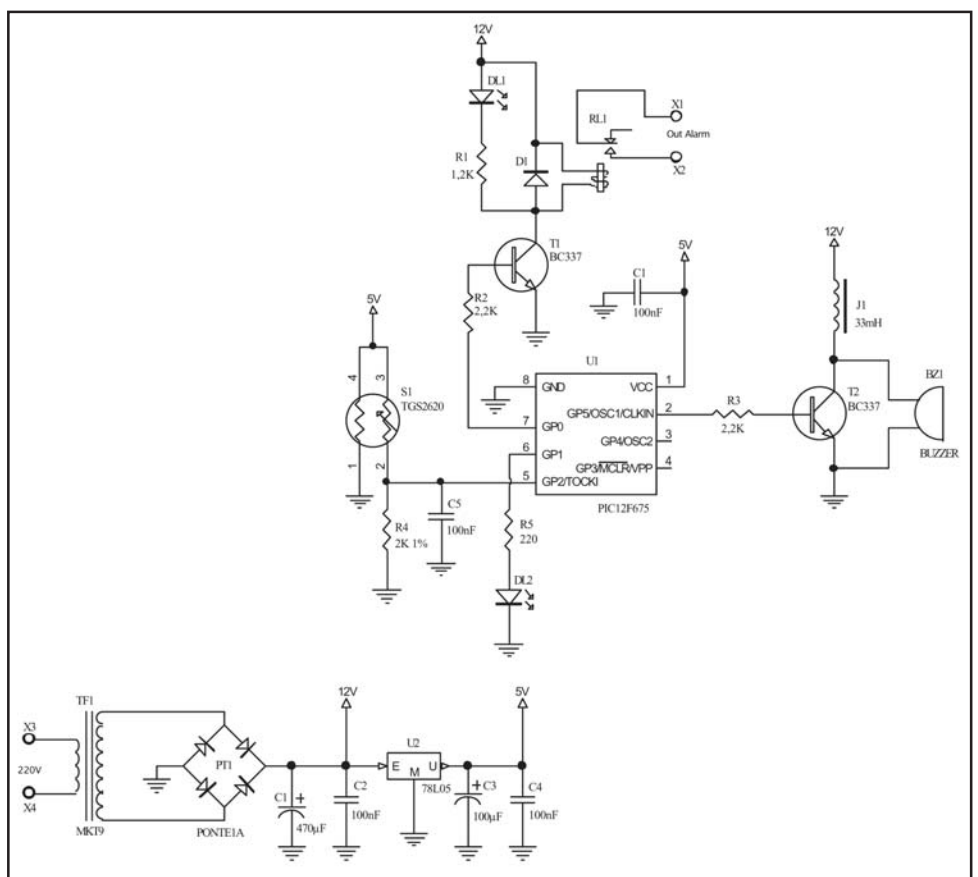 12V
DL1
R1
1,2K
D1
RL1
X1
Out Alarm
X2
T1
BC337
R2
2,2K
5V
C1
100nF
12V
J1
33mH
5V
4
3
S1
TGS2620
1
2
U1
8
GND
VCC
1
GP5/OSC1/CLKIN
2
7
GP0
GP4/OSC2
3
6
GP1
GP3/MCLR/VPP
4
5
GP2/TOCKI
PIC12F675
R3
2,2K
T2
BC337
BZ1
BUZZER
R4
2K 1%
C5
100nF
R5
220
DL2
TF1
X3
220V
X4
MKT9
PT1
PONTE1A
12V
C1
+
470µF
C2
100nF
U2
E
M
U
78L05
5V
+
C3
100µF
C4
100nF